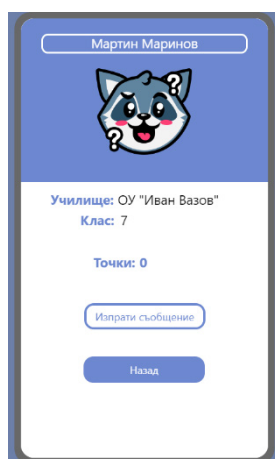 Мартин Маринов
?
?
Училище: ОУ "Иван Вазов"
Клас: 7
Точки: 0
Изпрати съобщение
Назад